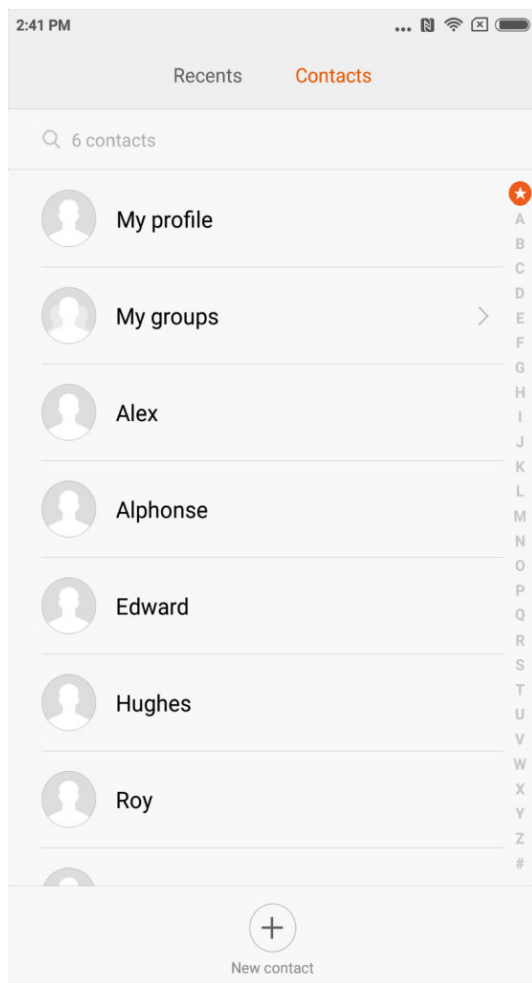 2:41 PM ...
Recents Contacts
6 contacts
My profile
My groups
Alex
Alphonse
Edward
Hughes
Roy
A
B
C
D
E
F
G
H
I
J
K
L
M
N
O
P
Q
R
S
T
U
V
W
X
Y
Z
#
New contact